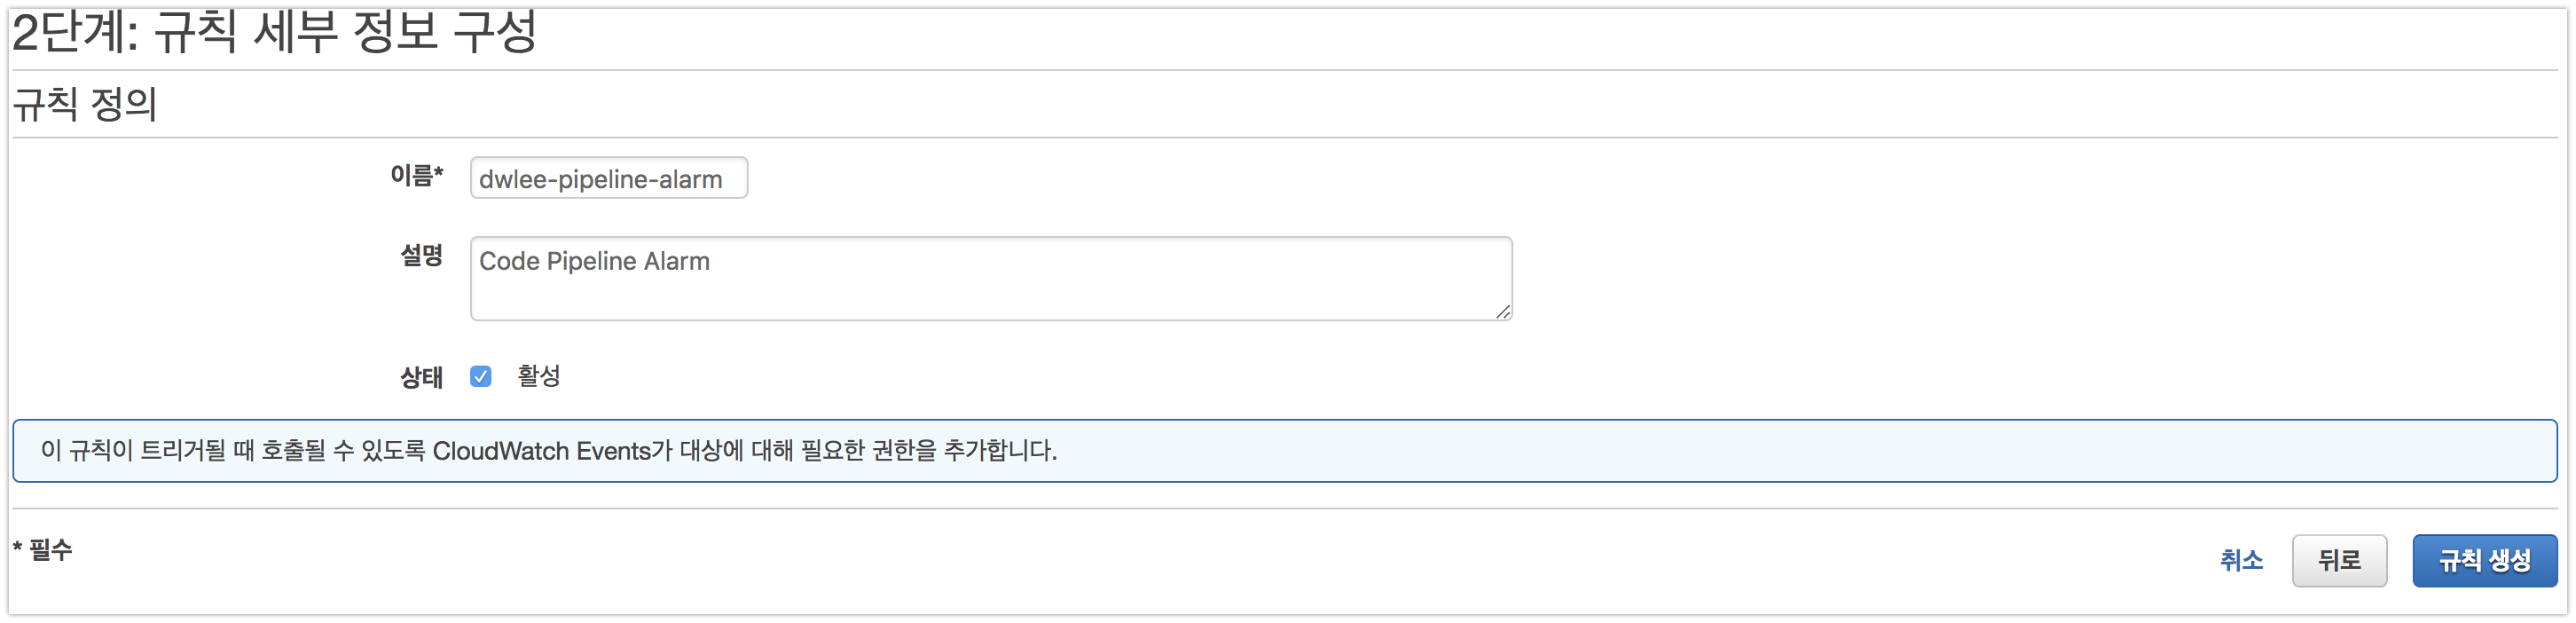 2단계: 규칙 세부 정보 구성
규칙 정의
이름*
dwlee-pipeline-alarm
설명
Code Pipeline Alarm
상태
활성
이 규칙이 트리거될 때 호출될 수 있도록 CloudWatch Events가 대상에 대해 필요한 권한을 추가합니다.
* 필수
취소
뒤로
규칙 생성